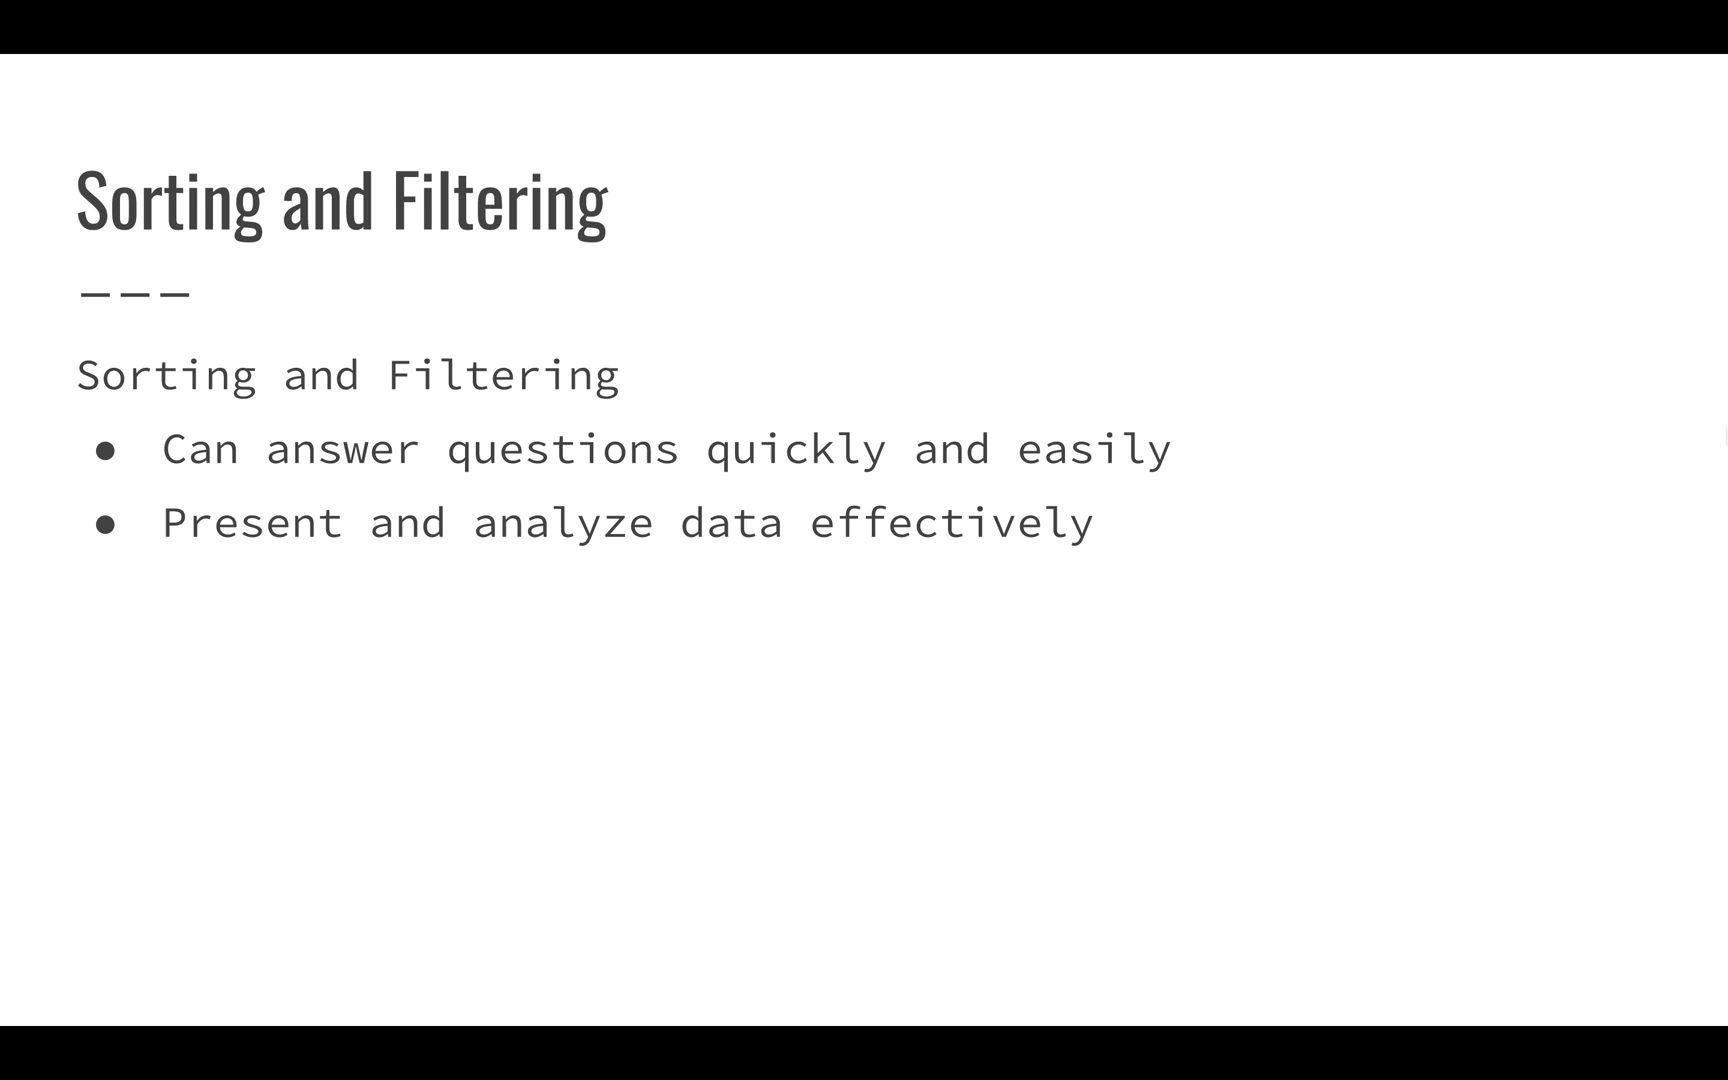 Sorting and Filtering
———
Sorting and Filtering
● Can answer questions quickly and easily
● Present and analyze data effectively